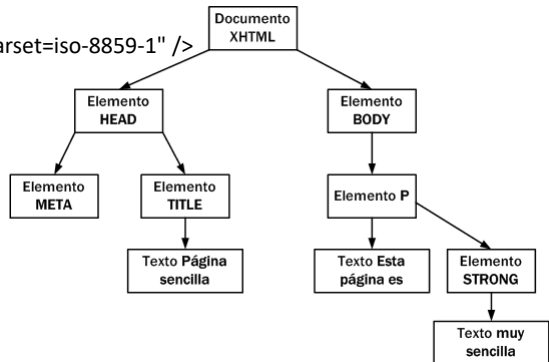 Documento
XHTML
arset=iso-8859-1" />
Elemento
HEAD
Elemento
BODY
Elemento
META
Elemento
TITLE
Elemento P
Texto Página
sencilla
Texto Esta
página es
Elemento
STRONG
Texto muy
sencilla